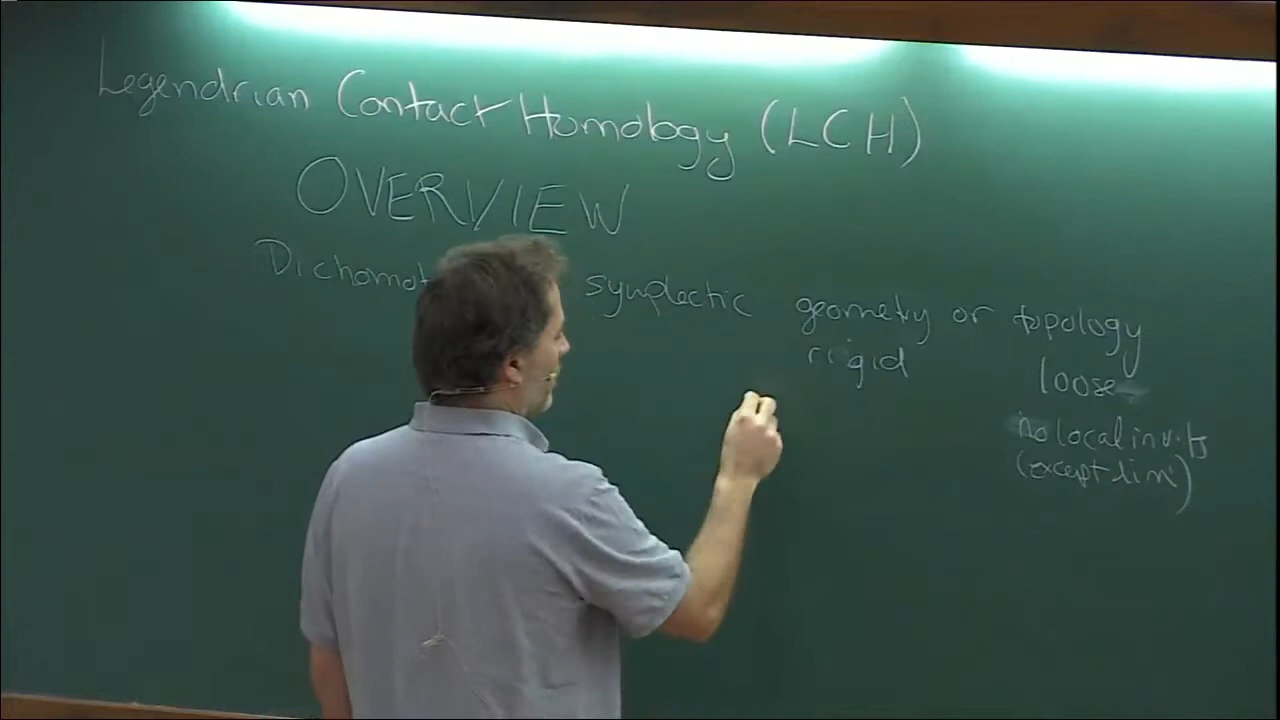 Legendrian Contact Homology (LCH)
OVERVIEW
Dichomot symplectic geometry or topology
rigid loose
no local inv.ts
(except dim)